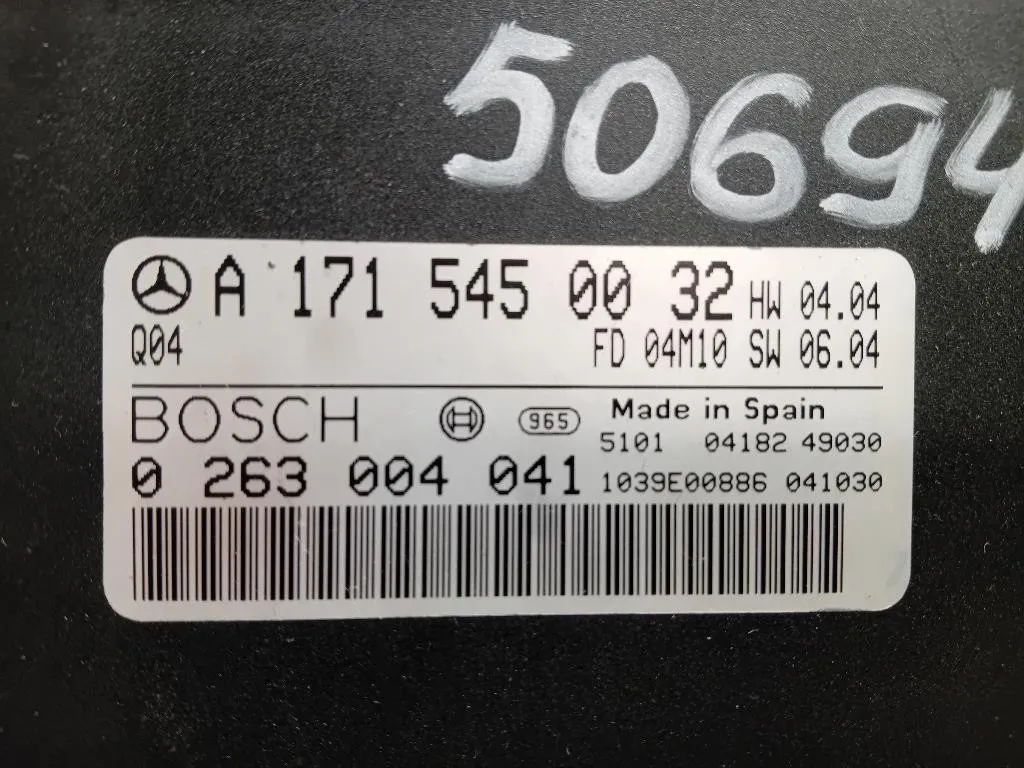 50694
A 171 545 00 32 HW 04.04
Q04 FD 04M10 SW 06.04
BOSCH 965 Made in Spain
5101 04182 49030
0 263 004 041 1039E00886 041030